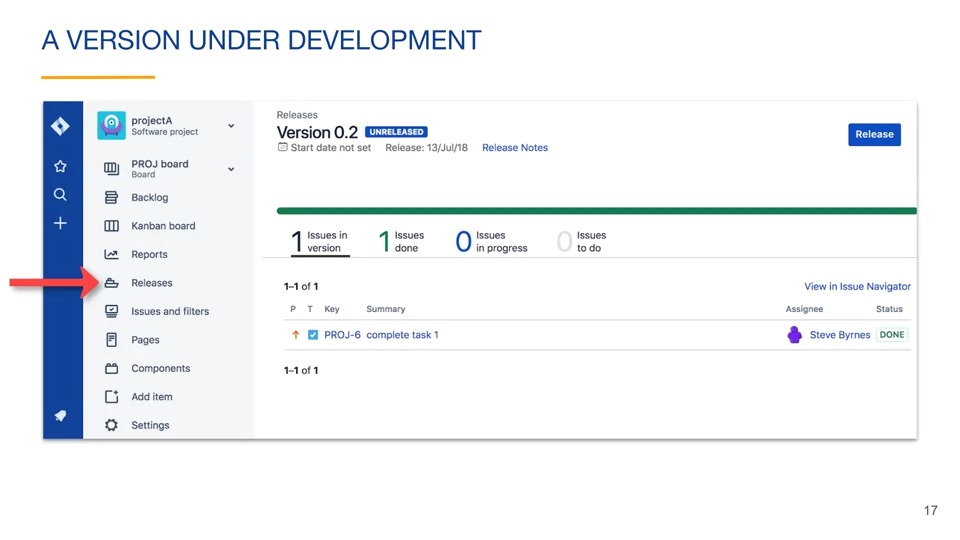 A VERSION UNDER DEVELOPMENT
projectA
Software project
PROJ board
Board
Backlog
Kanban board
Reports
Releases
Issues and filters
Pages
Components
Add item
Settings
Releases
Version 0.2 UNRELEASED
Start date not set Release: 13/Jul/18 Release Notes
Release
1 Issues in version
1 Issues done
0 Issues in progress
0 Issues to do
1–1 of 1 View in Issue Navigator
P T Key Summary Assignee Status
PROJ-6 complete task 1 Steve Byrnes DONE
1–1 of 1
17